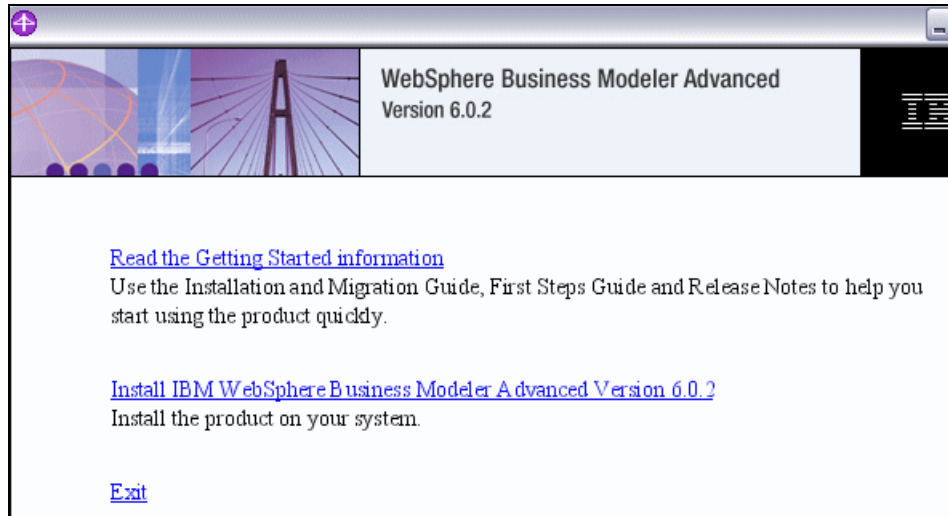 WebSphere Business Modeler Advanced
Version 6.0.2
Read the Getting Started information
Use the Installation and Migration Guide, First Steps Guide and Release Notes to help you
start using the product quickly.
Install IBM WebSphere Business Modeler Advanced Version 6.0.2
Install the product on your system.
Exit